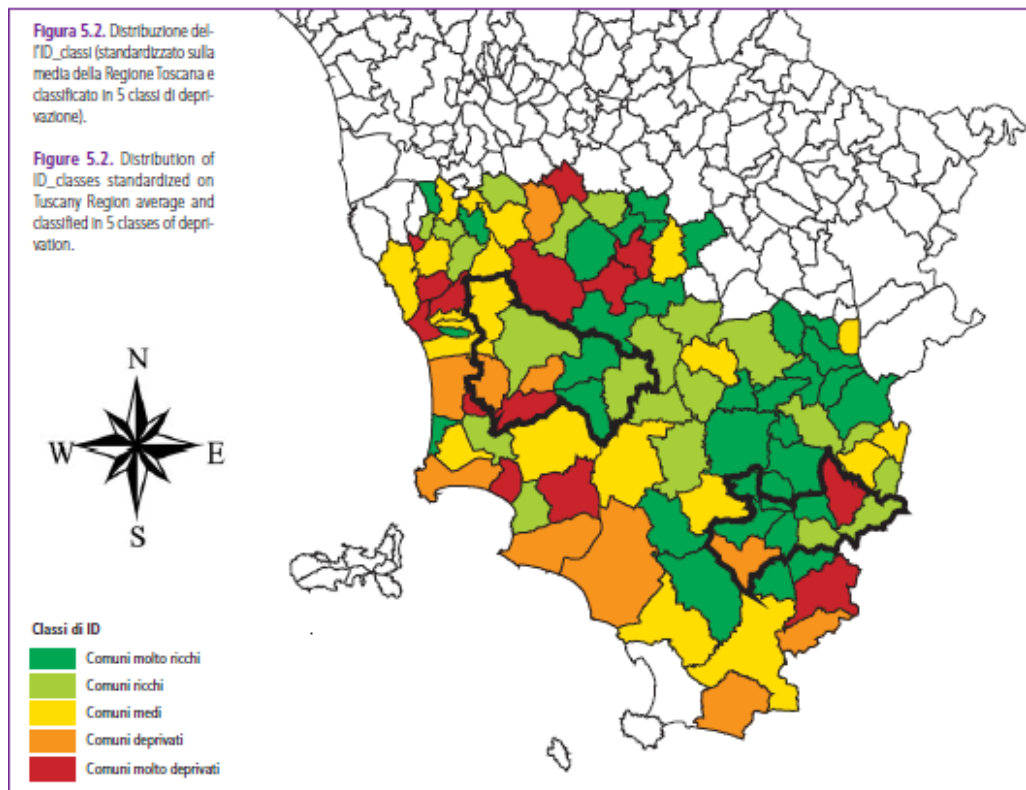 Figura 5.2. Distribuzione del-
l'ID_classi (standardizzato sulla
media della Regione Toscana e
classificato in 5 classi di depri-
vazione).
Figure 5.2. Distribution of
ID_classes standardized on
Tuscany Region average and
classified in 5 classes of depri-
vation.
N
W E
S
Classi di ID
Comuni molto ricchi
Comuni ricchi
Comuni medi
Comuni deprivati
Comuni molto deprivati